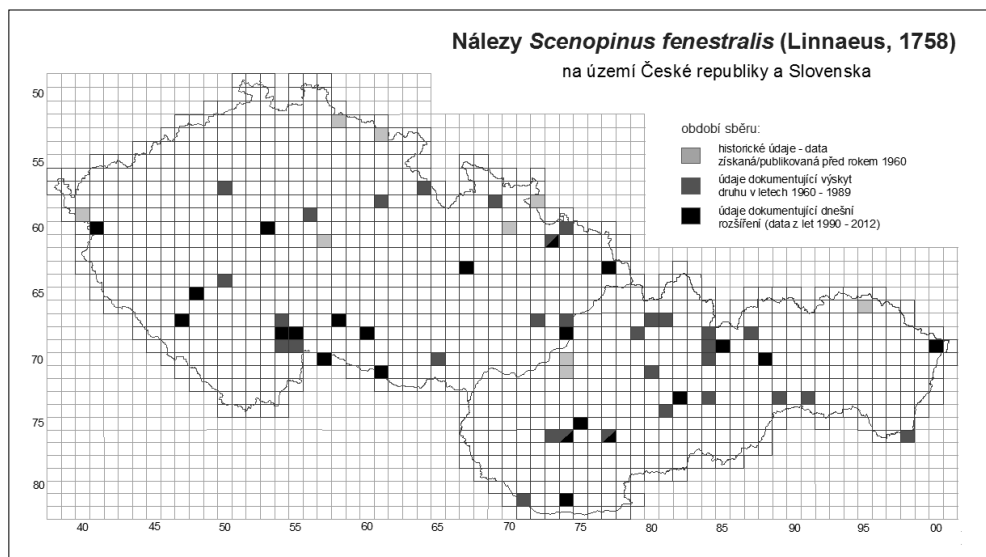 Nálezy Scenopinus fenestralis (Linnaeus, 1758)
na území České republiky a Slovenska
období sběru:
historické údaje - data
získaná/publikovaná před rokem 1960
údaje dokumentující výskyt
druhu v letech 1960 - 1989
údaje dokumentující dnešní
rozšíření (data z let 1990 - 2012)
50
55
60
65
70
75
80
40 45 50 55 60 65 70 75 80 85 90 95 00